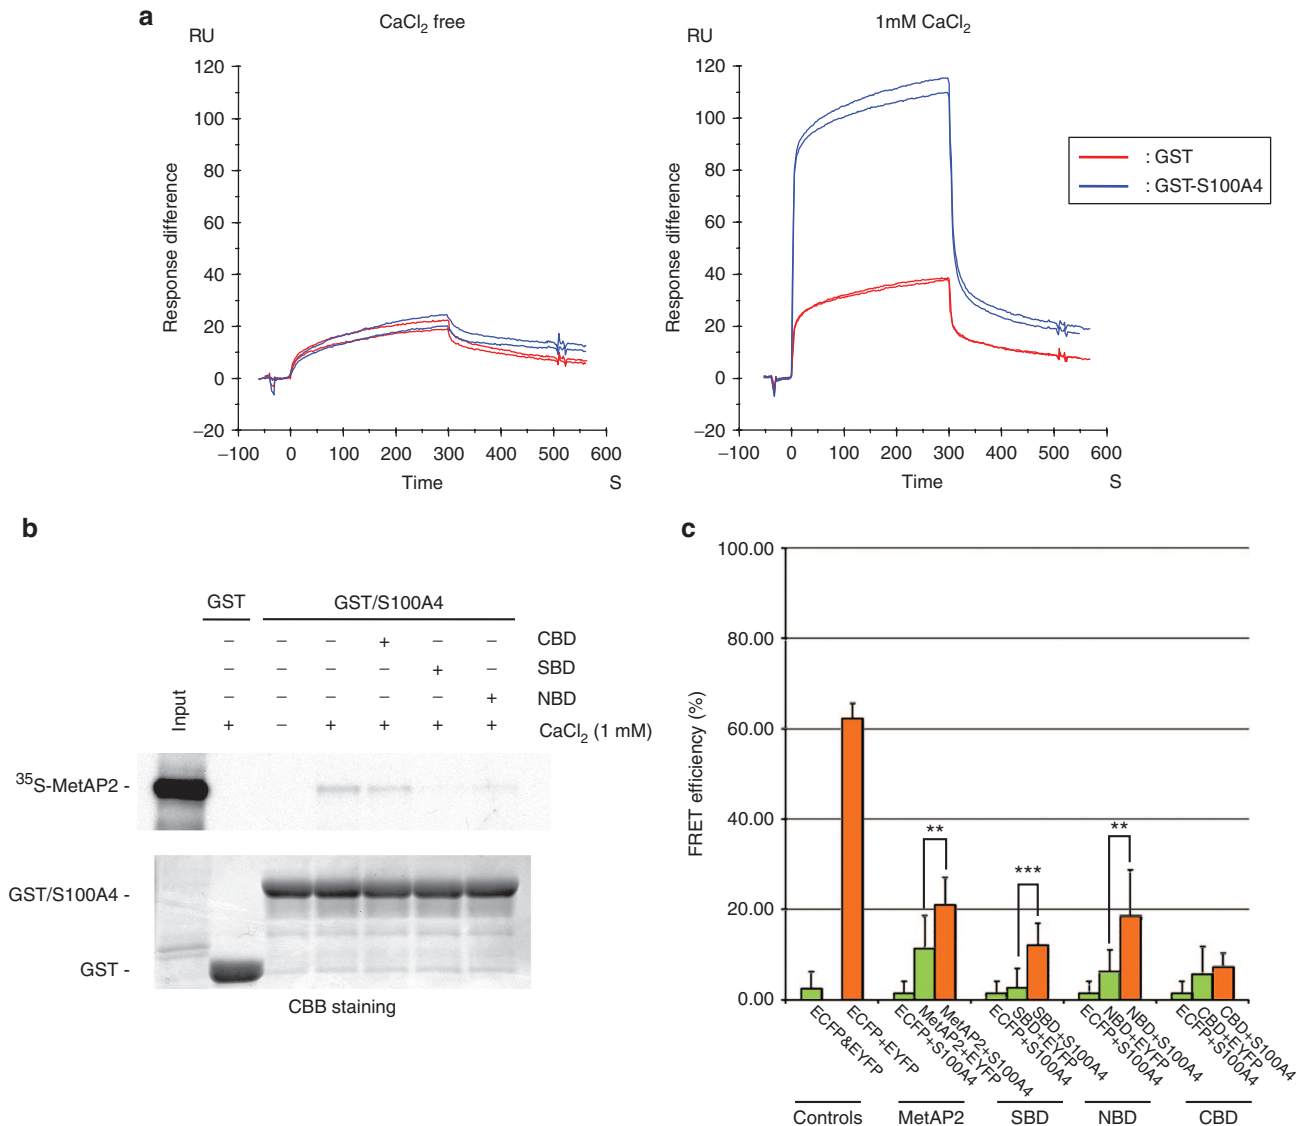 a
CaCl2 free
1mM CaCl2
RU
120
100
80
60
40
20
0
–20
Response difference
–100 0 100 200 300 400 500 600
Time S
RU
120
100
80
60
40
20
0
–20
Response difference
–100 0 100 200 300 400 500 600
Time S
: GST
: GST-S100A4
b
GST GST/S100A4
– – – + – – CBD
– – – – + – SBD
– – – – – + NBD
+ – + + + + CaCl2 (1 mM)
Input
35S-MetAP2 -
GST/S100A4 -
GST -
CBB staining
c
100.00
80.00
60.00
40.00
20.00
0.00
FRET efficiency (%)
**
***
**
ECFP&EYFP
ECFP+EYFP
ECFP+S100A4
MetAP2+EYFP
MetAP2+S100A4
ECFP+S100A4
SBD+EYFP
SBD+S100A4
ECFP+S100A4
NBD+EYFP
NBD+S100A4
ECFP+S100A4
CBD+EYFP
CBD+S100A4
Controls MetAP2 SBD NBD CBD